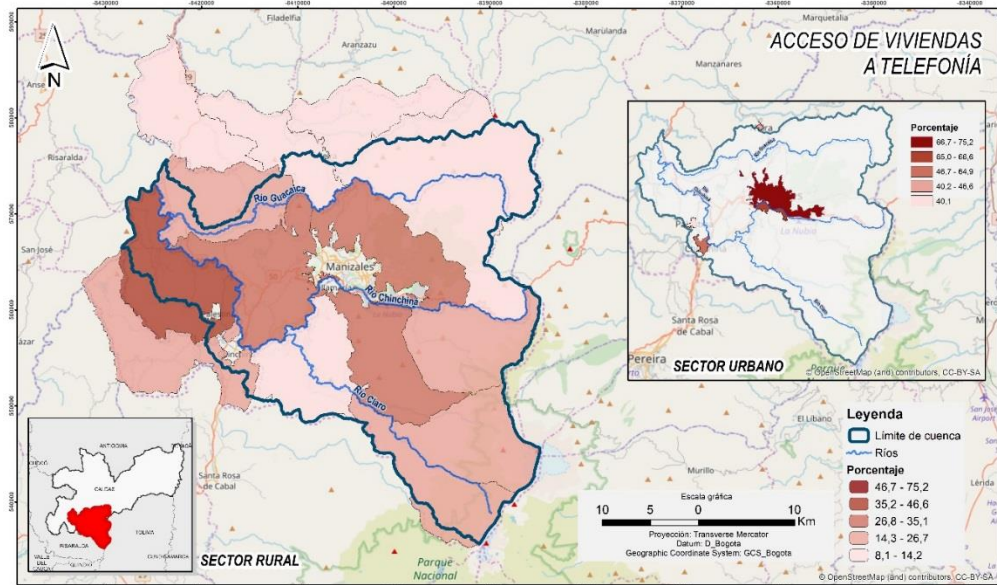 Filadelfia
Marquetalia
Aranzazu
Marulanda
Manzanares
ACCESO DE VIVIENDAS
A TELEFONÍA
N
Risaralda
San José
Río Guacaica
Manizales
Río Chinchina
Río Claro
Santa Rosa
de Cabal
Parque
Nacional
Murillo
El Líbano
Lérida
Porcentaje
66,7 - 75,2
65,0 - 66,6
46,7 - 64,9
40,2 - 46,6
40,1
La Nubia
Santa Rosa
de Cabal
Pereira
Parque
SECTOR URBANO
© OpenStreetMap (and) contributors, CC-BY-SA
Leyenda
Límite de cuenca
Ríos
Porcentaje
46,7 - 75,2
35,2 - 46,6
26,8 - 35,1
14,3 - 26,7
8,1 - 14,2
Escala gráfica
10 5 0 10
Km
Proyección: Transverse Mercator
Datum: D_Bogota
Geographic Coordinate System: GCS_Bogota
CALDAS
RISARALDA
TOLIMA
CUNDINAMARCA
QUINDIO
SECTOR RURAL
© OpenStreetMap (and) contributors, CC-BY-SA